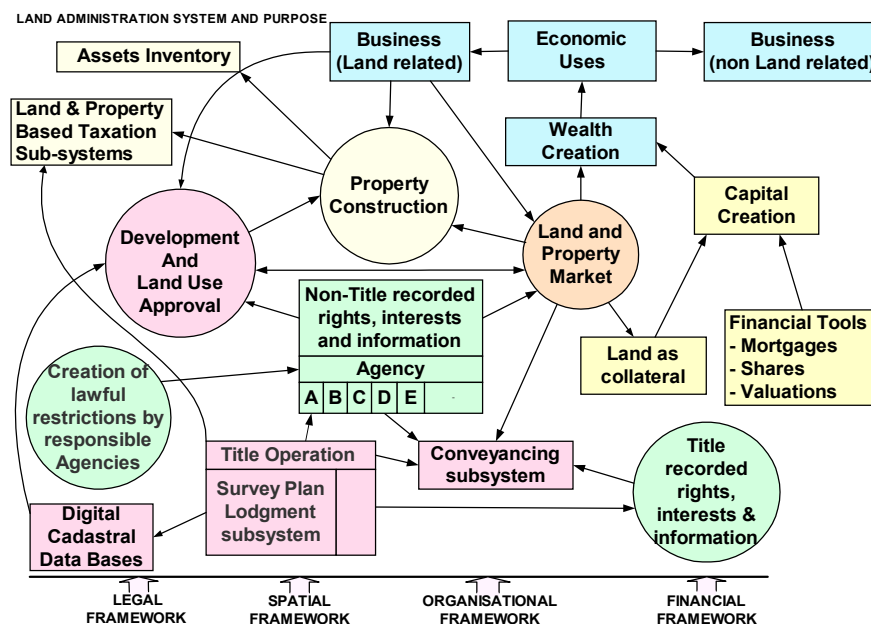 LAND ADMINISTRATION SYSTEM AND PURPOSE
Assets Inventory
Business
(Land related)
Economic
Uses
Business
(non Land related)
Land & Property
Based Taxation
Sub-systems
Wealth
Creation
Property
Construction
Capital
Creation
Development
And
Land Use
Approval
Land and
Property
Market
Non-Title recorded
rights, interests
and information
Agency
A B C D E
Land as
collateral
Financial Tools
- Mortgages
- Shares
- Valuations
Creation of
lawful
restrictions by
responsible
Agencies
Title Operation
Survey Plan
Lodgment
subsystem
Conveyancing
subsystem
Title
recorded
rights,
interests &
information
Digital
Cadastral
Data Bases
LEGAL
FRAMEWORK
SPATIAL
FRAMEWORK
ORGANISATIONAL
FRAMEWORK
FINANCIAL
FRAMEWORK